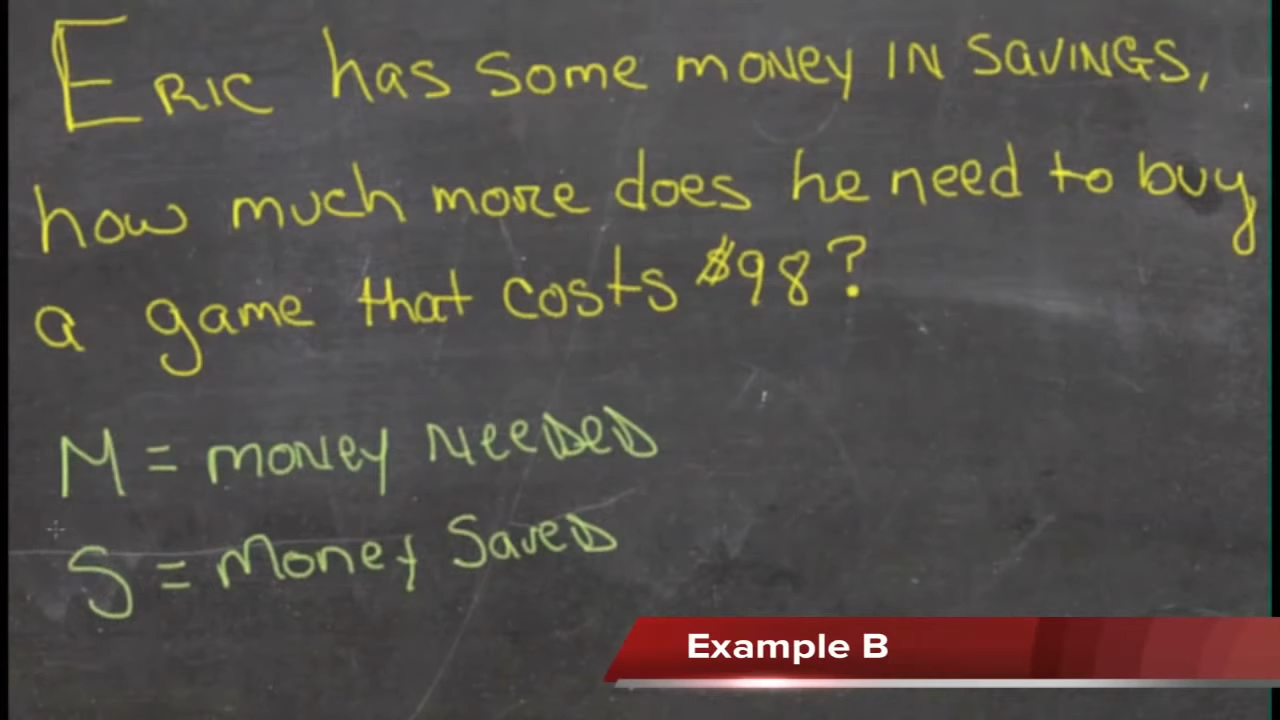 ERIC has some money IN SAVINGS,
how much more does he need to buy
a game that costs $98?
M = money NeeDeD
S = Money SaveD
Example B